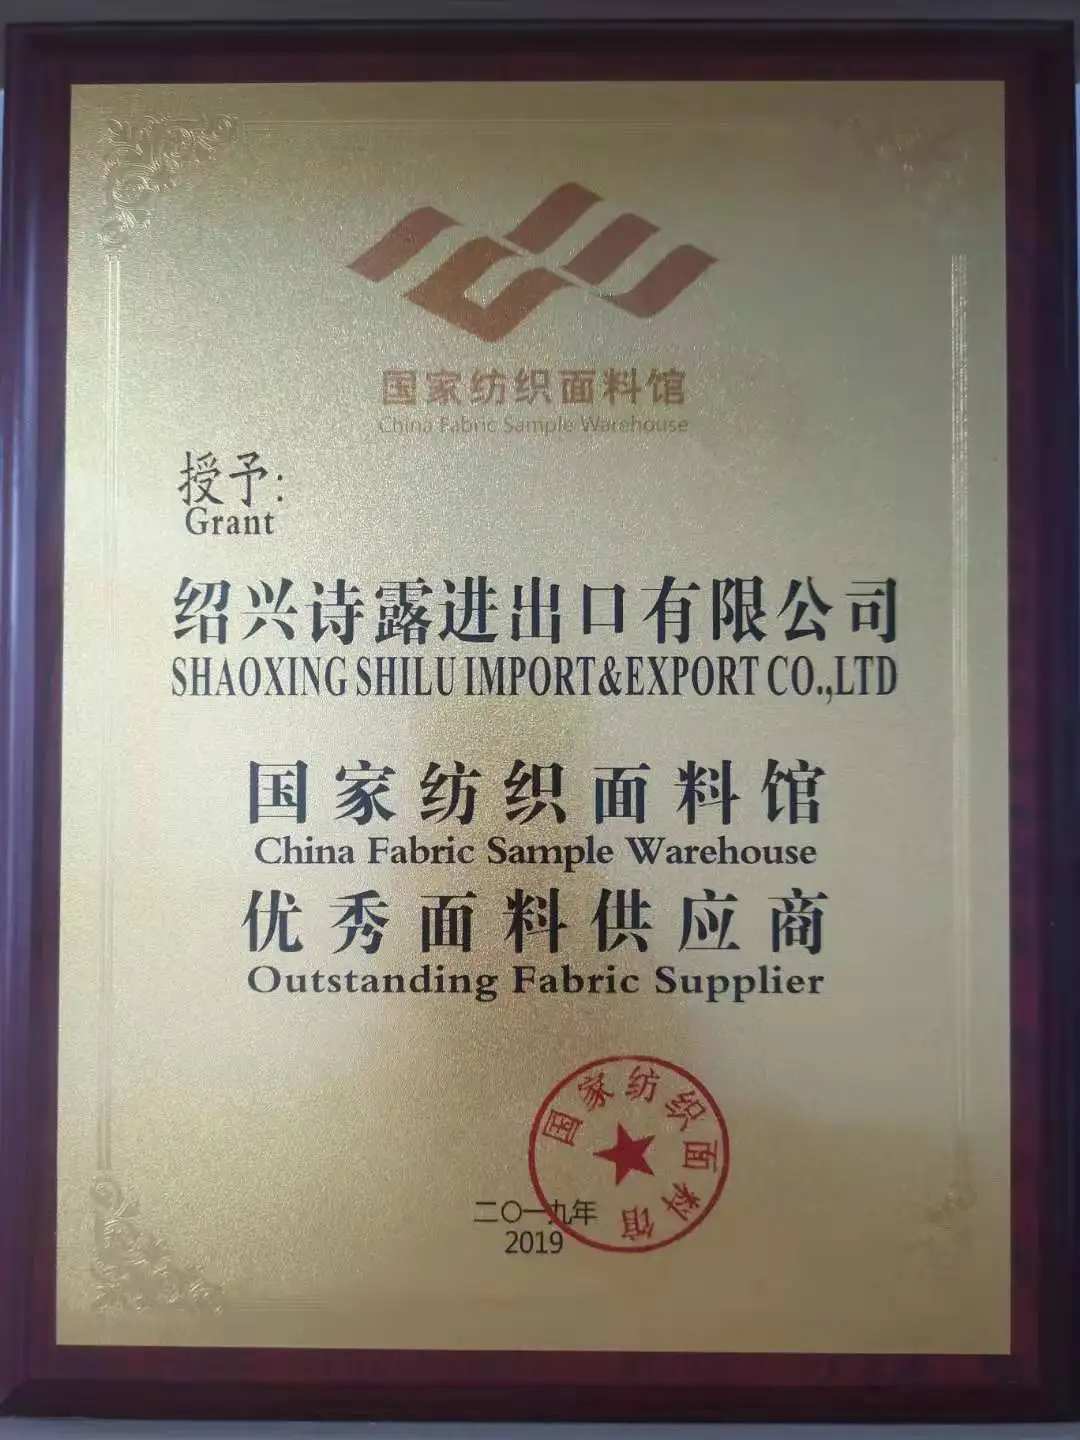 国家纺织面料馆
China Fabric Sample Warehouse
授予:
Grant
绍兴诗露进出口有限公司
SHAOXING SHILU IMPORT&EXPORT CO.,LTD
国家纺织面料馆
China Fabric Sample Warehouse
优秀面料供应商
Outstanding Fabric Supplier
国家纺织面料馆
二〇一九年
2019